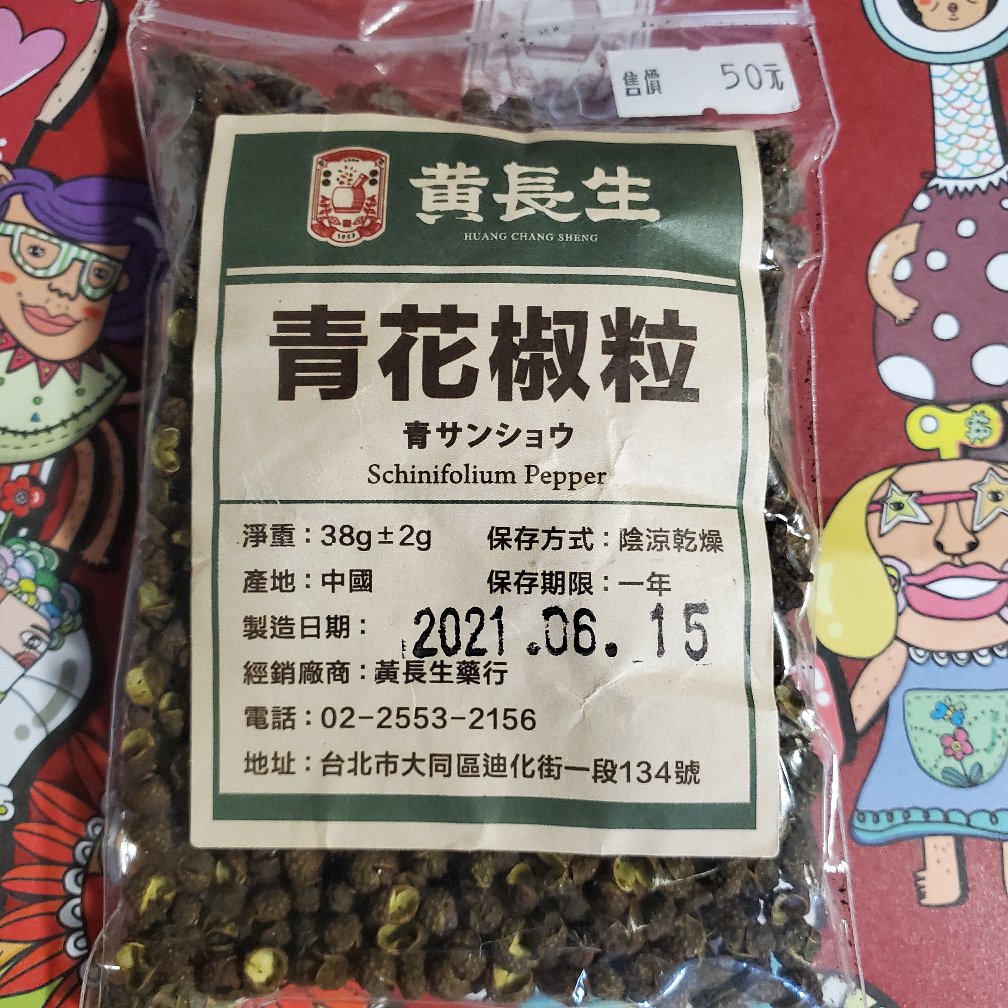 售價 50元
1953
黃長生
HUANG CHANG SHENG
青花椒粒
青サンショウ
Schinifolium Pepper
淨重：38g±2g 保存方式：陰涼乾燥
產地：中國 保存期限：一年
製造日期：2021.06.15
經銷廠商：黃長生藥行
電話：02-2553-2156
地址：台北市大同區迪化街一段134號